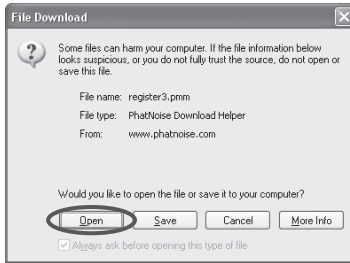 File Download
Some files can harm your computer. If the file information below
looks suspicious, or you do not fully trust the source, do not open or
save this file.
File name: register3.pmm
File type: PhatNoise Download Helper
From: www.phatnoise.com
Would you like to open the file or save it to your computer?
Open Save Cancel More Info
Always ask before opening this type of file